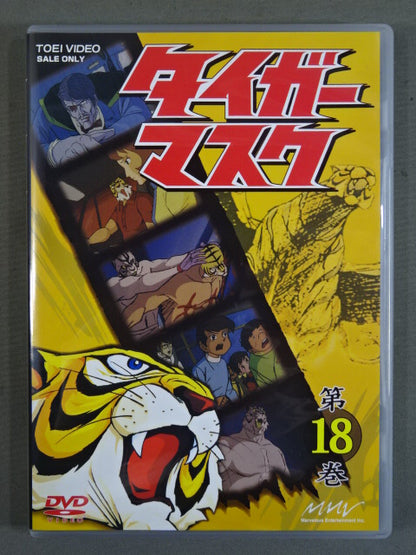 TOEI VIDEO
SALE ONLY
タイガー
マスク
第
18
巻
DVD
VIDEO
MMV
Marvelous Entertainment Inc.